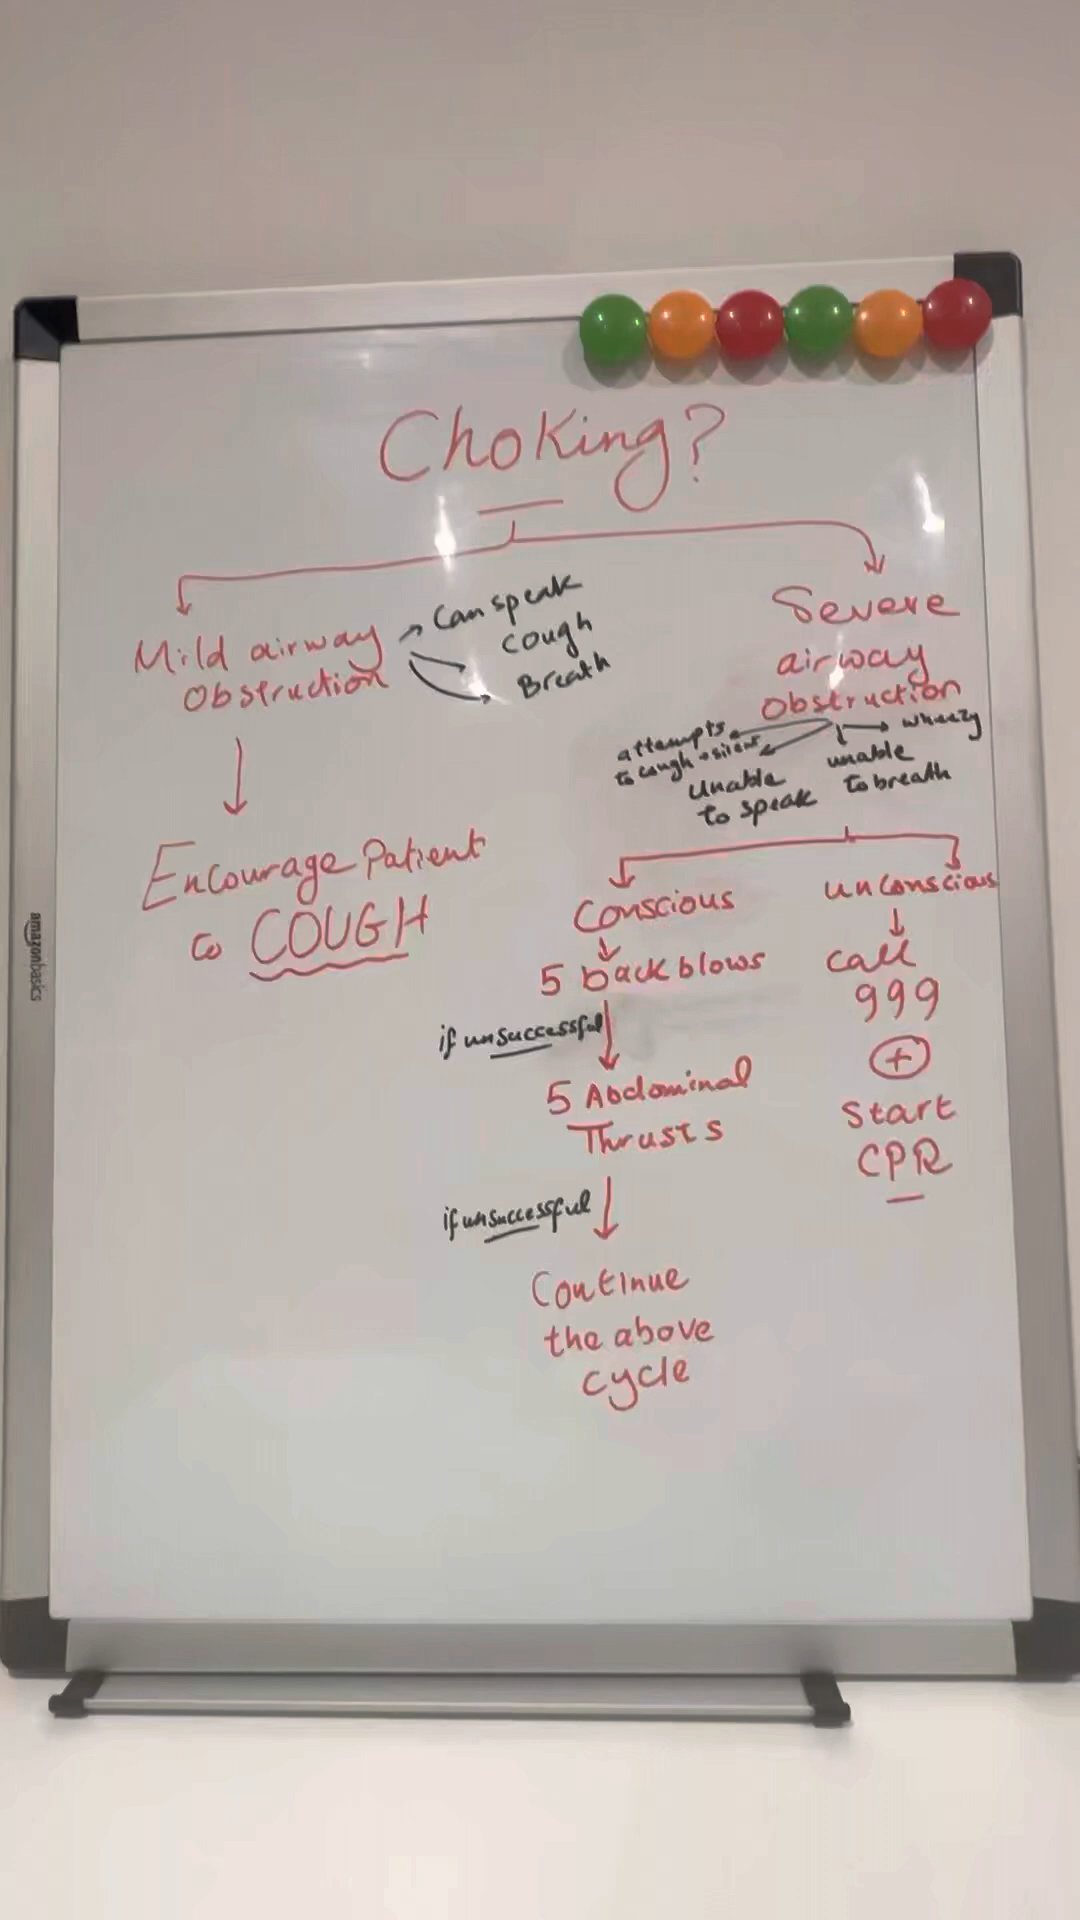 Choking?
Mild airway
Obstruction
Can speak
cough
Breath
Encourage Patient
to COUGH
Severe
airway
obstruction
attempts
to cough → silent
Unable
to speak
unable
to breath
wheezy
Conscious
5 back blows
if unsuccessful
5 Abdominal
Thrusts
if unsuccessful
Continue
the above
cycle
unconscious
call
999
+
Start
CPR
amazonbasics